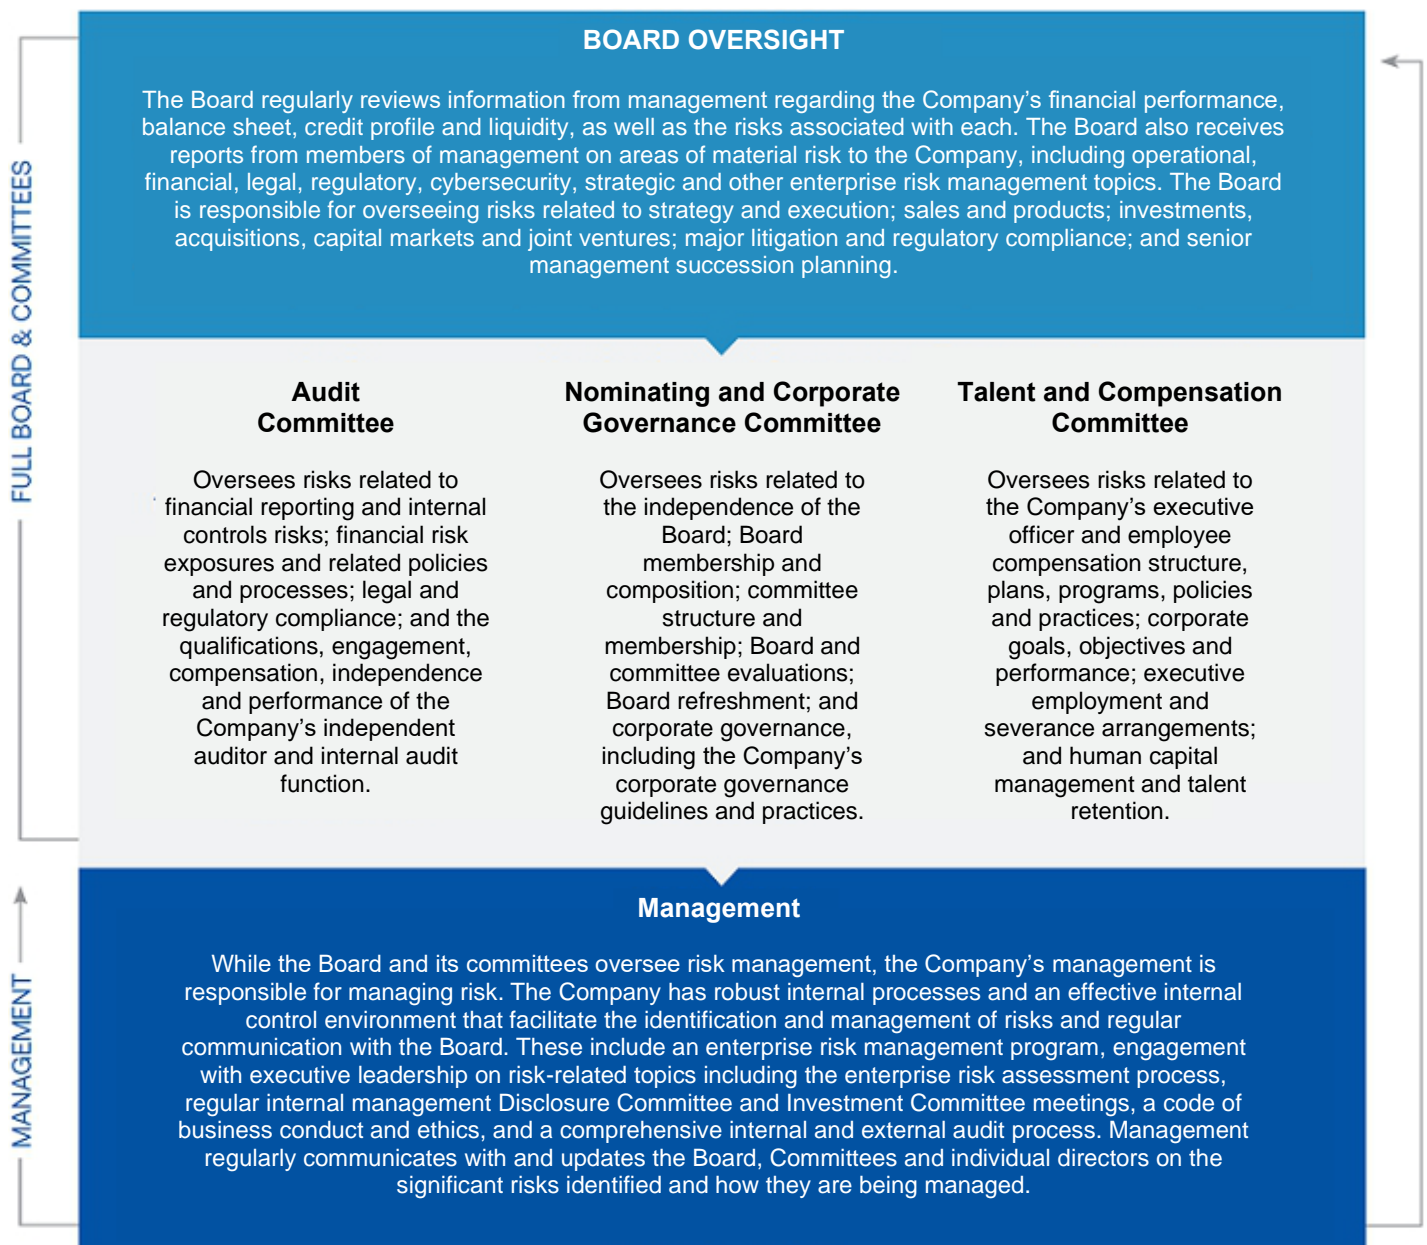 FULL BOARD & COMMITTEES
BOARD OVERSIGHT
The Board regularly reviews information from management regarding the Company’s financial performance,
balance sheet, credit profile and liquidity, as well as the risks associated with each. The Board also receives
reports from members of management on areas of material risk to the Company, including operational,
financial, legal, regulatory, cybersecurity, strategic and other enterprise risk management topics. The Board
is responsible for overseeing risks related to strategy and execution; sales and products; investments,
acquisitions, capital markets and joint ventures; major litigation and regulatory compliance; and senior
management succession planning.
Audit
Committee
Oversees risks related to
financial reporting and internal
controls risks; financial risk
exposures and related policies
and processes; legal and
regulatory compliance; and the
qualifications, engagement,
compensation, independence
and performance of the
Company’s independent
auditor and internal audit
function.
Nominating and Corporate
Governance Committee
Oversees risks related to
the independence of the
Board; Board
membership and
composition; committee
structure and
membership; Board and
committee evaluations;
Board refreshment; and
corporate governance,
including the Company’s
corporate governance
guidelines and practices.
Talent and Compensation
Committee
Oversees risks related to
the Company’s executive
officer and employee
compensation structure,
plans, programs, policies
and practices; corporate
goals, objectives and
performance; executive
employment and
severance arrangements;
and human capital
management and talent
retention.
MANAGEMENT
Management
While the Board and its committees oversee risk management, the Company’s management is
responsible for managing risk. The Company has robust internal processes and an effective internal
control environment that facilitate the identification and management of risks and regular
communication with the Board. These include an enterprise risk management program, engagement
with executive leadership on risk-related topics including the enterprise risk assessment process,
regular internal management Disclosure Committee and Investment Committee meetings, a code of
business conduct and ethics, and a comprehensive internal and external audit process. Management
regularly communicates with and updates the Board, Committees and individual directors on the
significant risks identified and how they are being managed.